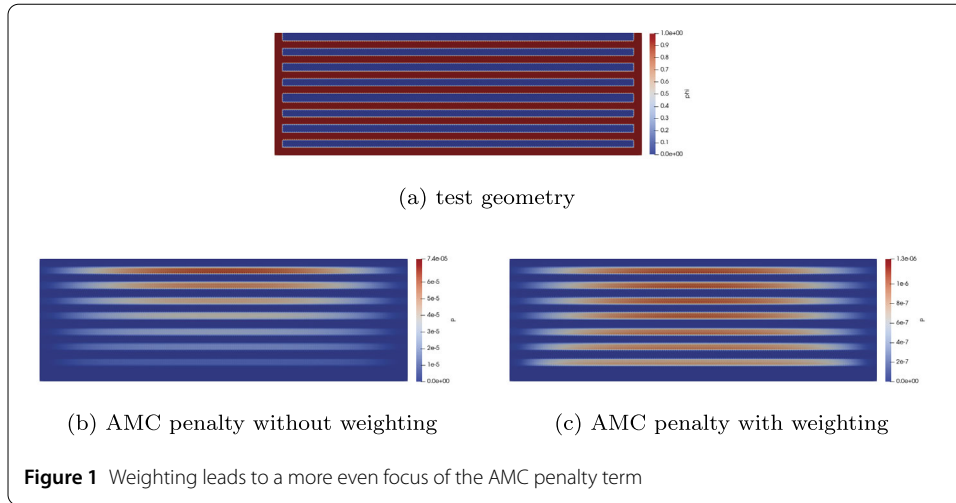 1.0e+00
0.9
0.8
0.7
0.6
0.5
0.4
0.3
0.2
0.1
0.0e+00
phi
(a) test geometry
7.4e-05
6e-5
5e-5
4e-5
3e-5
2e-5
1e-5
0.0e+00
P
1.3e-06
1e-6
8e-7
6e-7
4e-7
2e-7
0.0e+00
P
(b) AMC penalty without weighting
(c) AMC penalty with weighting
Figure 1 Weighting leads to a more even focus of the AMC penalty term